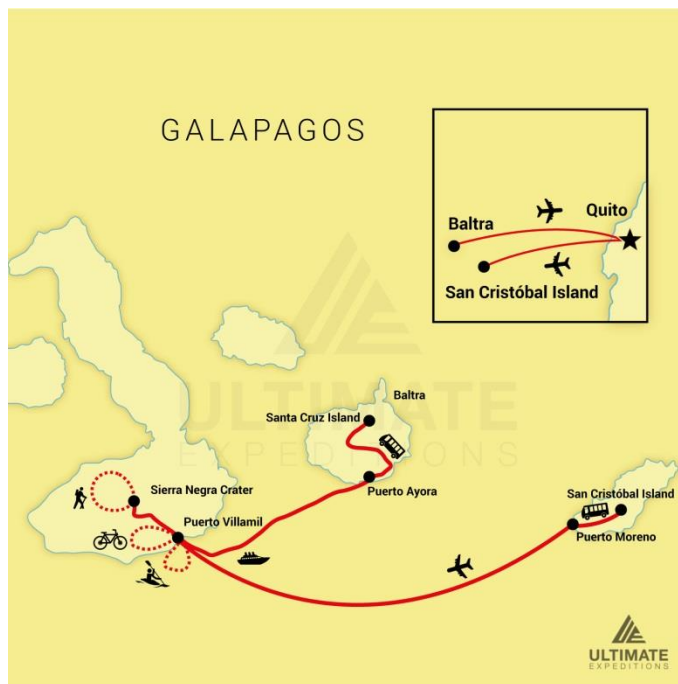 GALAPAGOS
Quito
Baltra
San Cristóbal Island
Baltra
Santa Cruz Island
Puerto Ayora
Sierra Negra Crater
Puerto Villamil
San Cristóbal Island
Puerto Moreno
ULTIMATE
EXPEDITIONS
ULTIMATE
EXPEDITIONS